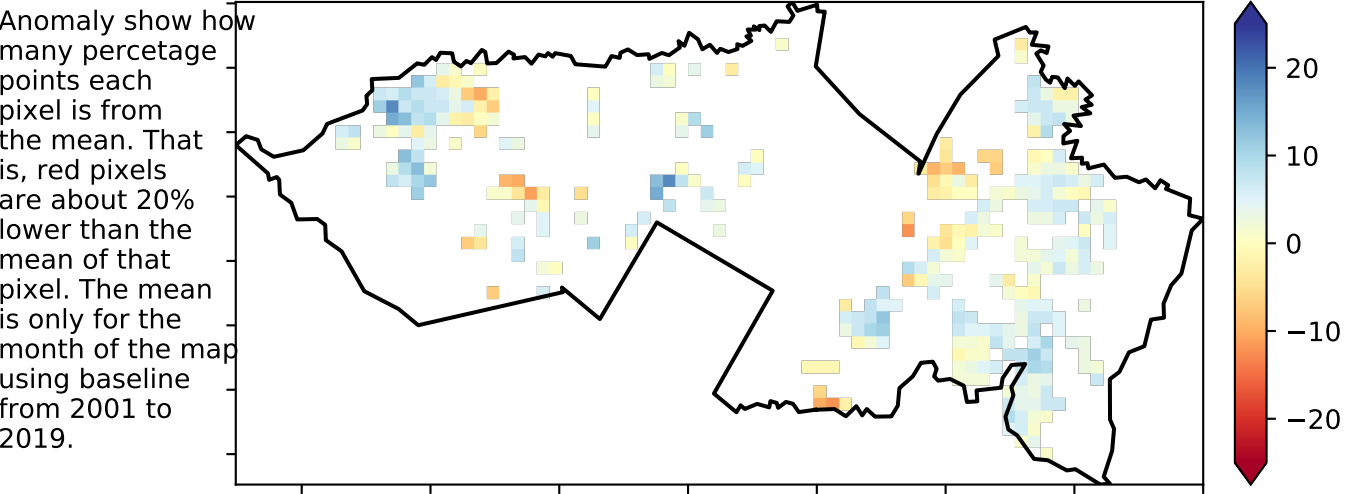 Anomaly show how
many percetage
points each
pixel is from
the mean. That
is, red pixels
are about 20%
lower than the
mean of that
pixel. The mean
is only for the
month of the map
using baseline
from 2001 to
2019.
20
10
0
−10
−20